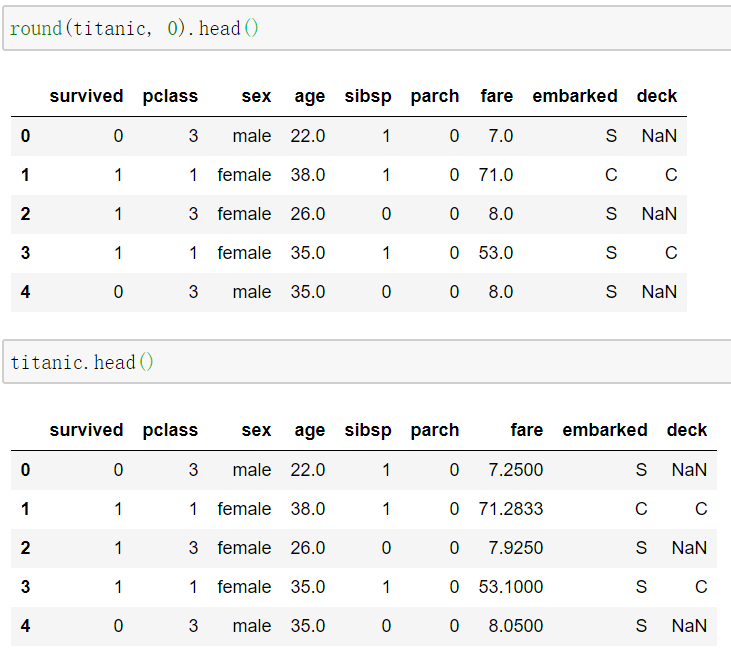 round(titanic, 0).head()
survived pclass sex age sibsp parch fare embarked deck
0 0 3 male 22.0 1 0 7.0 S NaN
1 1 1 female 38.0 1 0 71.0 C C
2 1 3 female 26.0 0 0 8.0 S NaN
3 1 1 female 35.0 1 0 53.0 S C
4 0 3 male 35.0 0 0 8.0 S NaN
titanic.head()
survived pclass sex age sibsp parch fare embarked deck
0 0 3 male 22.0 1 0 7.2500 S NaN
1 1 1 female 38.0 1 0 71.2833 C C
2 1 3 female 26.0 0 0 7.9250 S NaN
3 1 1 female 35.0 1 0 53.1000 S C
4 0 3 male 35.0 0 0 8.0500 S NaN